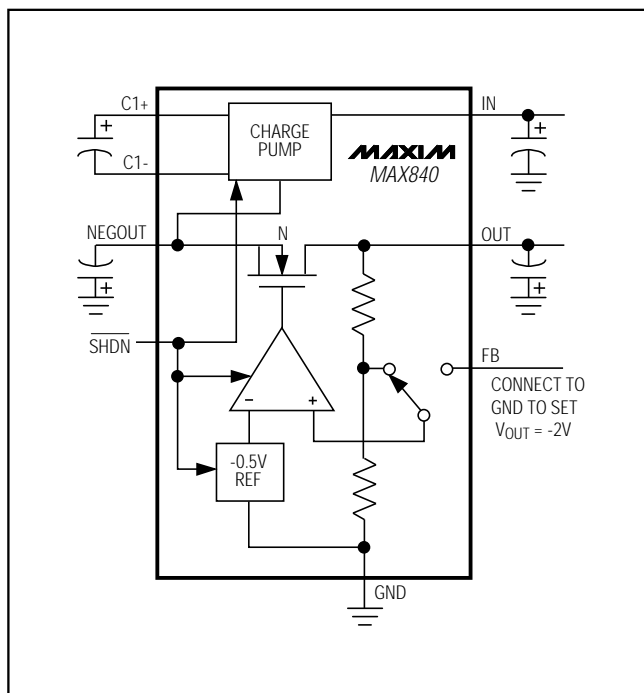 C1+
IN
+
CHARGE
PUMP
+
MAXIM
MAX840
C1-
NEGOUT
N
OUT
+
+
SHDN
FB
CONNECT TO
GND TO SET
VOUT = -2V
-
+
-0.5V
REF
GND